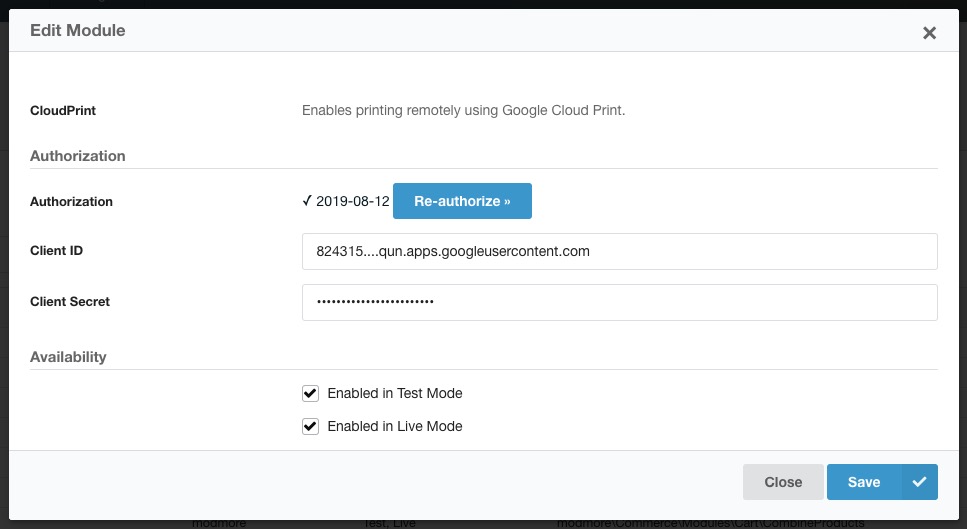 Edit Module
CloudPrint Enables printing remotely using Google Cloud Print.
Authorization
Authorization ✓ 2019-08-12 Re-authorize »
Client ID 824315....qun.apps.googleusercontent.com
Client Secret ••••••••••••••••••••••••
Availability
Enabled in Test Mode
Enabled in Live Mode
Close Save
modmore Test, Live modmore\Commerce\Modules\Cart\CombineProducts